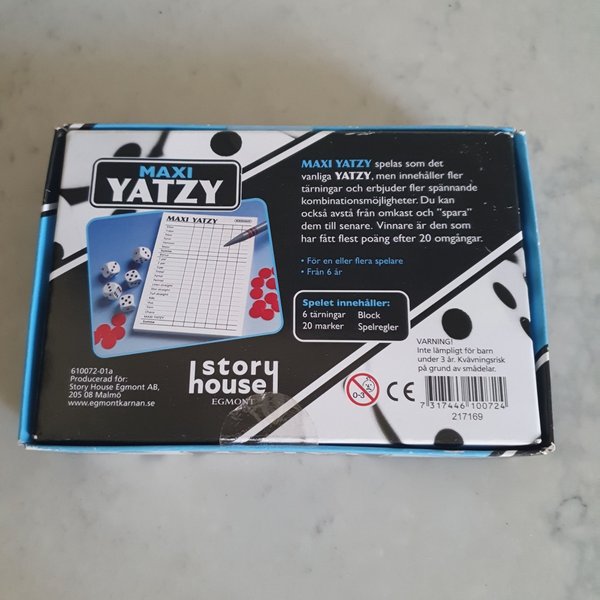 MAXI
YATZY
MAXI YATZY spelas som det
vanliga YATZY, men innehåller fler
tärningar och erbjuder fler spännande
kombinationsmöjligheter. Du kan
också avstå från omkast och "spara"
dem till senare. Vinnare är den som
har fått flest poäng efter 20 omgångar.
• För en eller flera spelare
• Från 6 år
MAXI YATZY
Spelet innehåller:
6 tärningar Block
20 marker Spelregler
VARNING!
Inte lämpligt för barn
under 3 år. Kvävningsrisk
på grund av smådelar.
0-3
CE
7 317446 100724
217169
610072-01a
Producerad för:
Story House Egmont AB,
205 08 Malmö
www.egmontkarnan.se
story
house
EGMONT